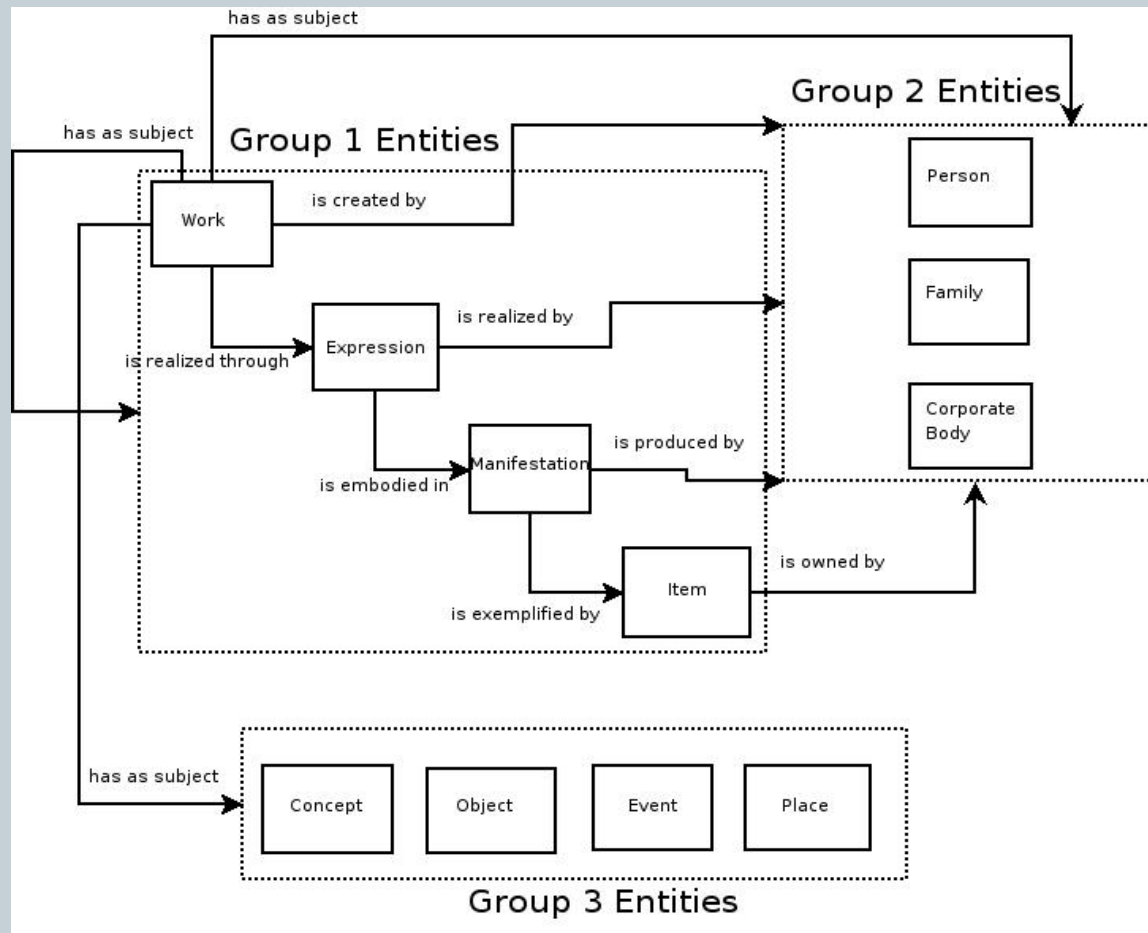 has as subject
Group 2 Entities
has as subject
Group 1 Entities
Person
is created by
Work
Family
is realized by
Expression
is realized through
Corporate
Body
is produced by
Manifestation
is embodied in
is owned by
Item
is exemplified by
has as subject
Concept
Object
Event
Place
Group 3 Entities